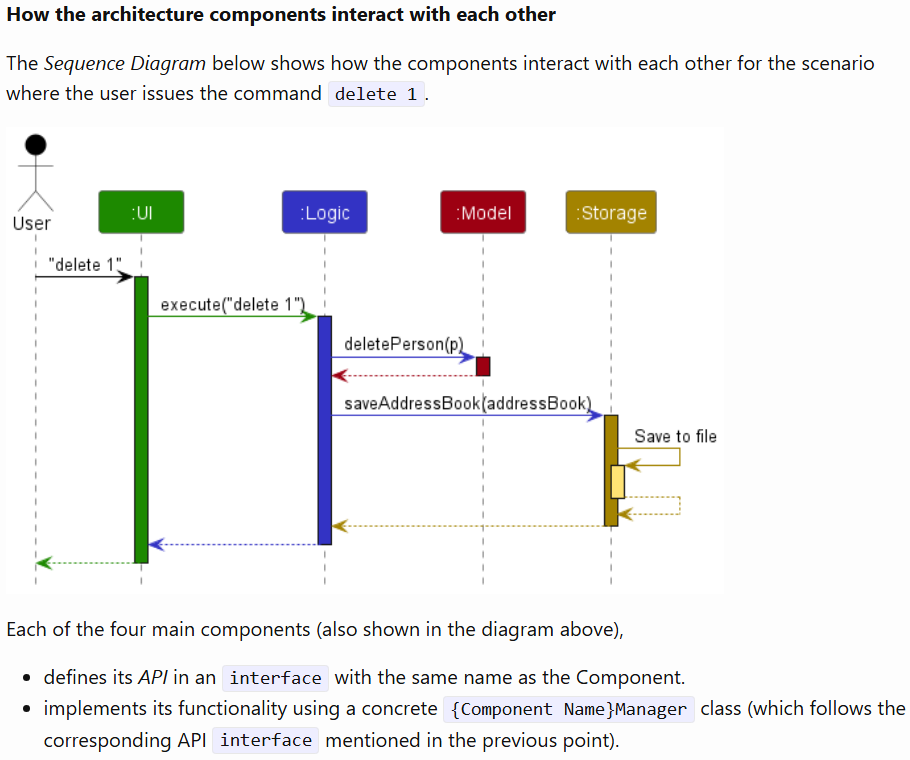 How the architecture components interact with each other
The Sequence Diagram below shows how the components interact with each other for the scenario
where the user issues the command delete 1.
User
:UI
:Logic
:Model
:Storage
"delete 1"
execute("delete 1")
deletePerson(p)
saveAddressBook(addressBook)
Save to file
Each of the four main components (also shown in the diagram above),
• defines its API in an interface with the same name as the Component.
• implements its functionality using a concrete {Component Name}Manager class (which follows the
corresponding API interface mentioned in the previous point).